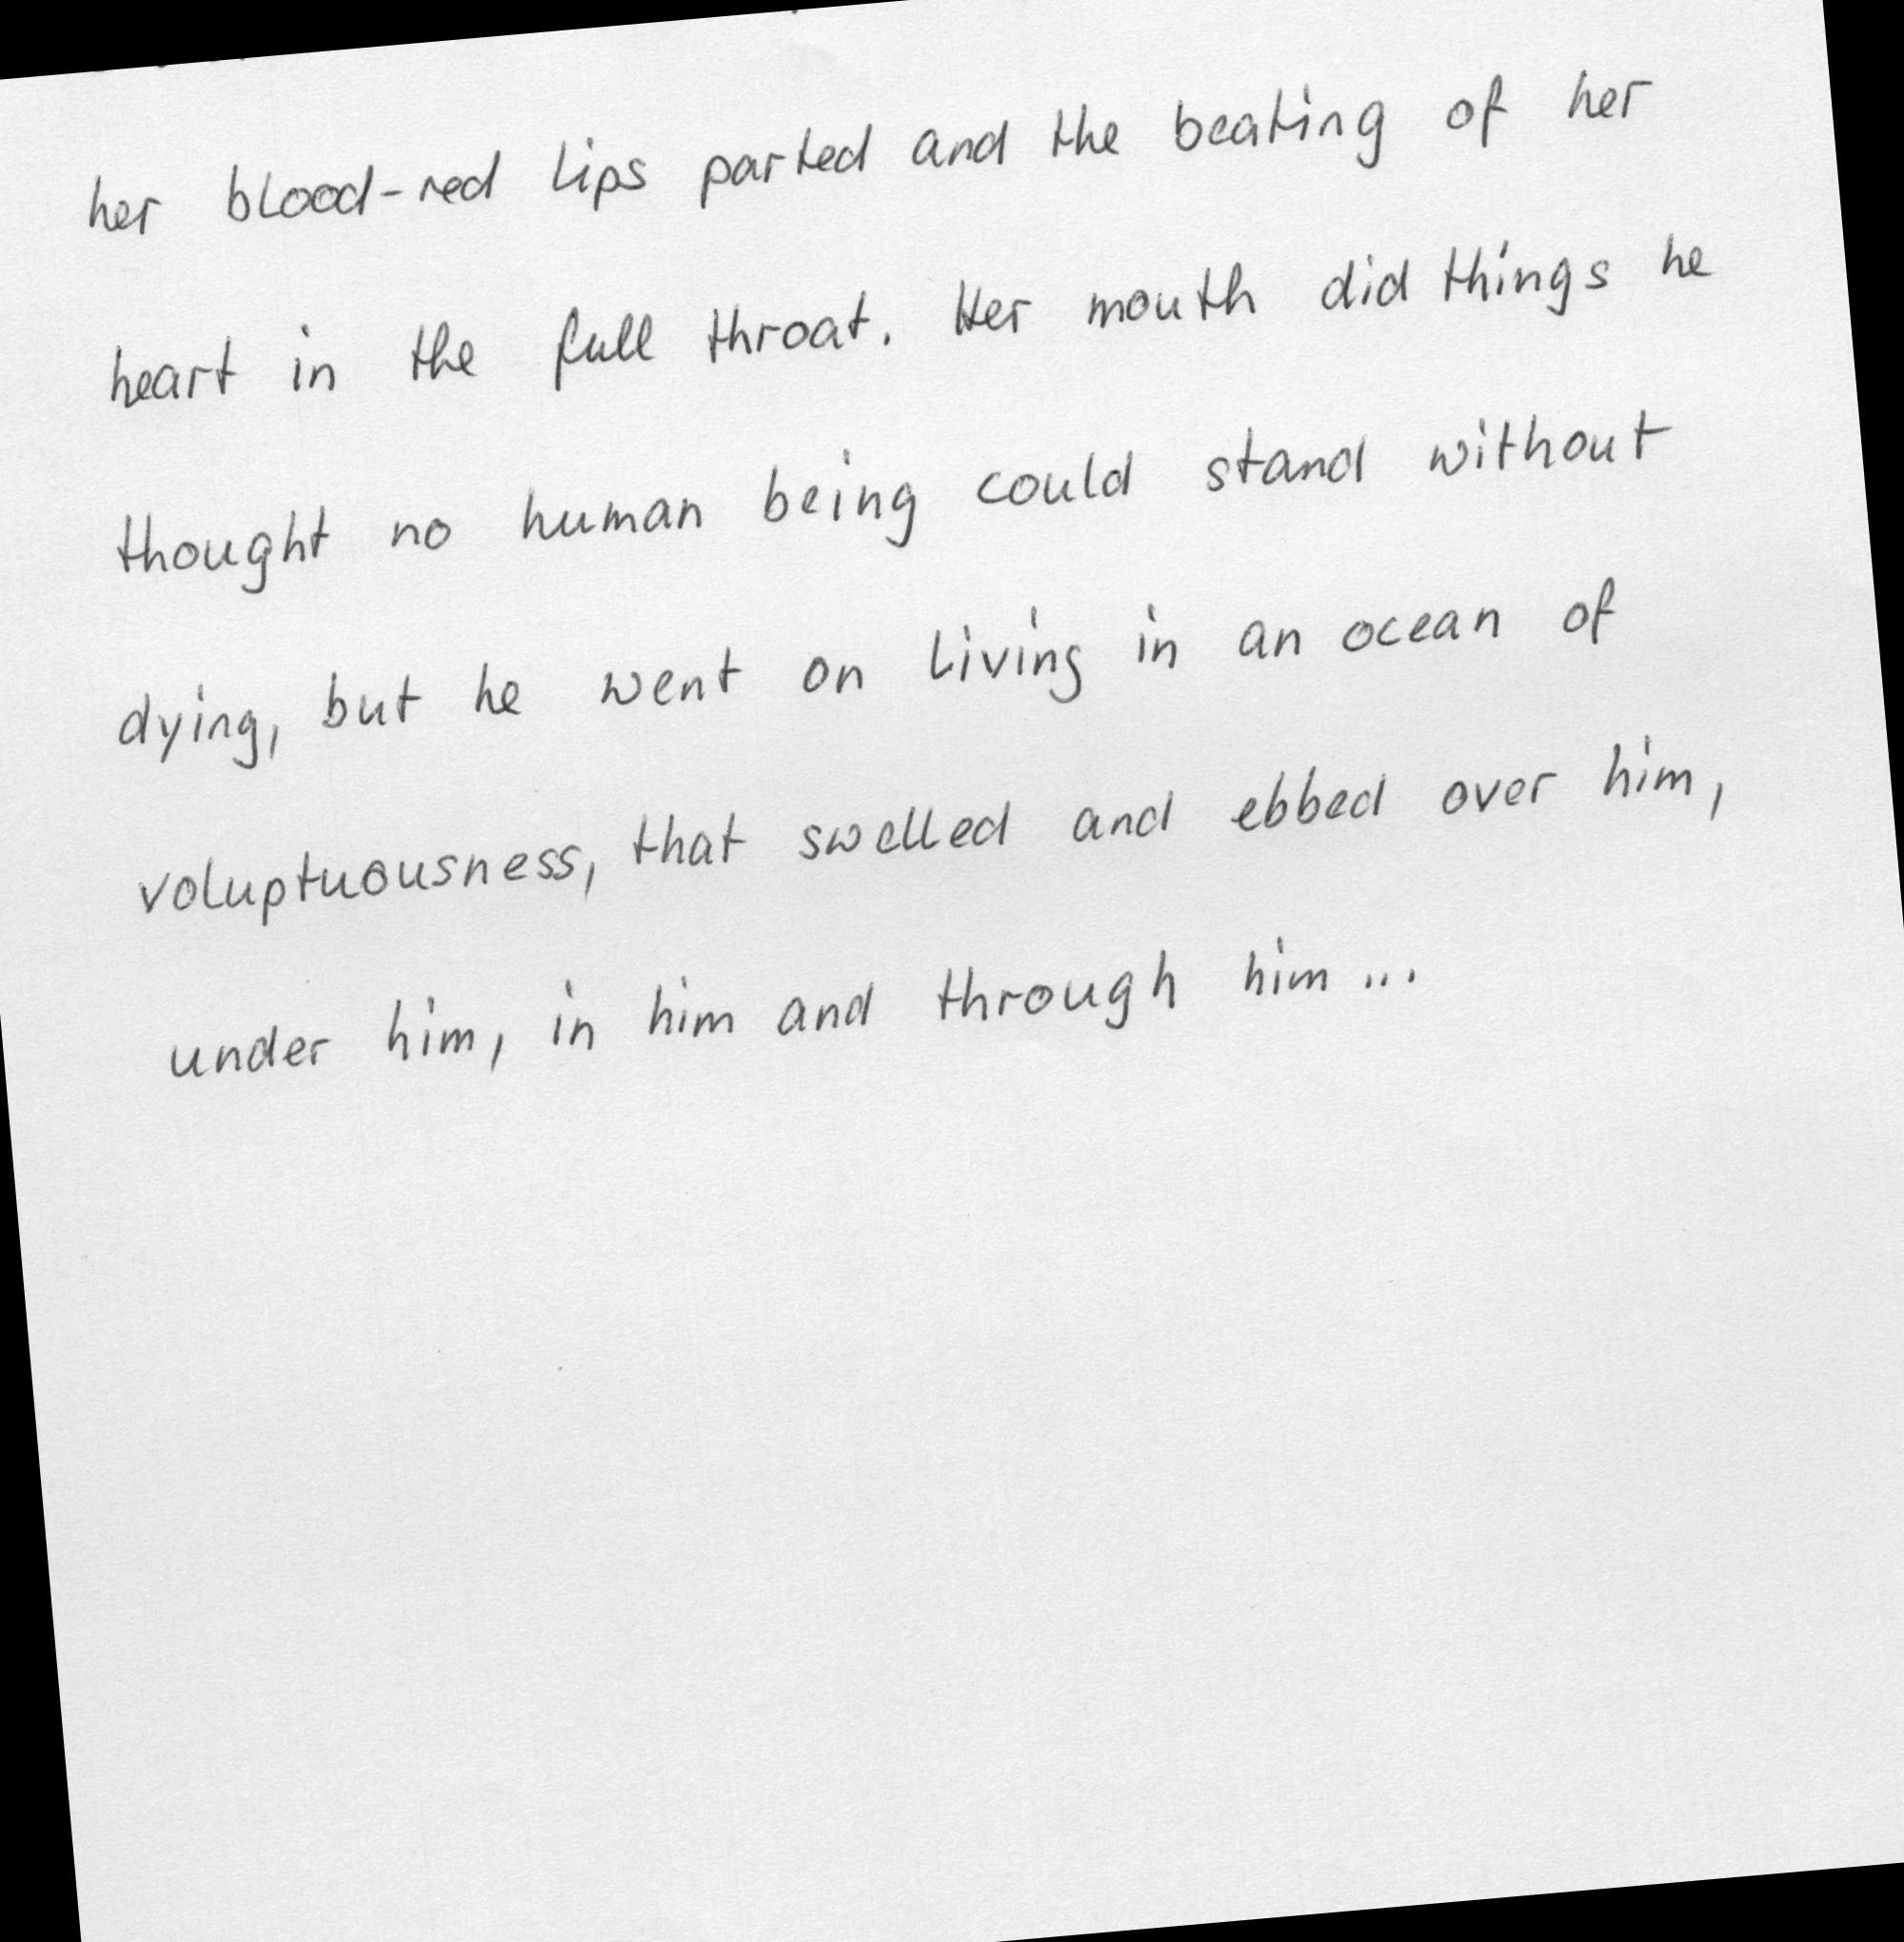 her blood-red lips parted and the beating of her
heart in the full throat. Her mouth did things he
thought no human being could stand without
dying, but he went on living in an ocean of
voluptuousness, that swelled and ebbed over him,
under him, in him and through him...